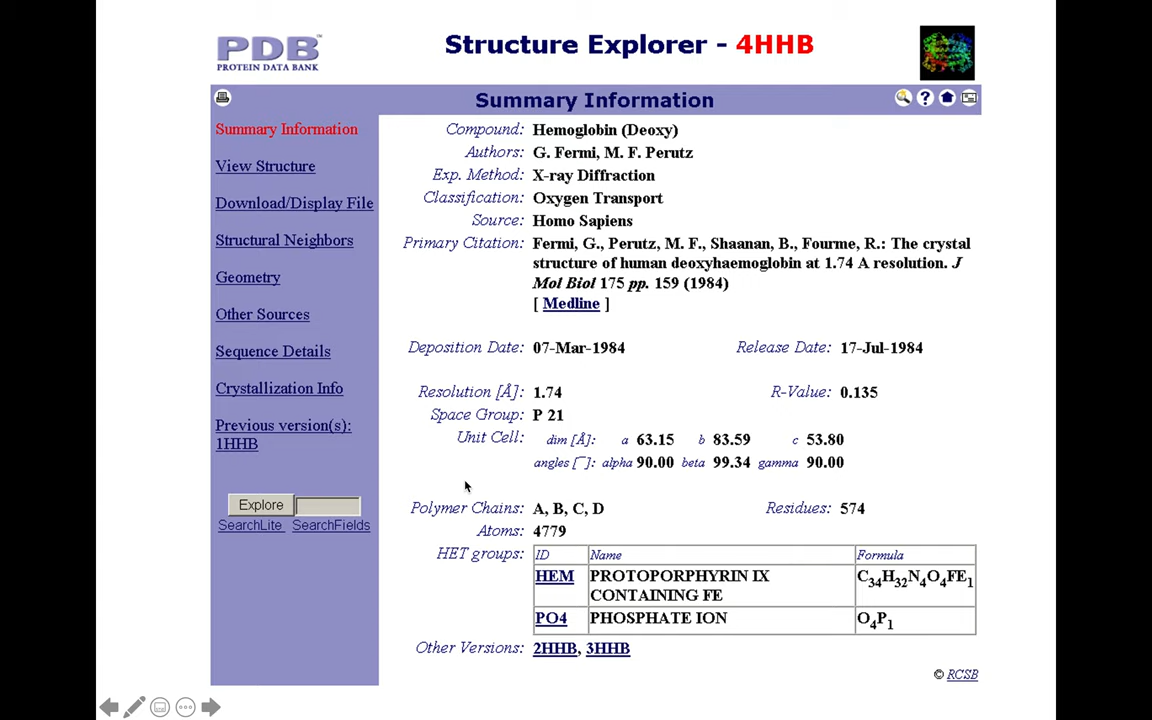 PDB™
PROTEIN DATA BANK
Structure Explorer - 4HHB
Summary Information
Summary Information
View Structure
Download/Display File
Structural Neighbors
Geometry
Other Sources
Sequence Details
Crystallization Info
Previous version(s):
1HHB
Explore
SearchLite SearchFields
Compound: Hemoglobin (Deoxy)
Authors: G. Fermi, M. F. Perutz
Exp. Method: X-ray Diffraction
Classification: Oxygen Transport
Source: Homo Sapiens
Primary Citation: Fermi, G., Perutz, M. F., Shaanan, B., Fourme, R.: The crystal
structure of human deoxyhaemoglobin at 1.74 A resolution. J
Mol Biol 175 pp. 159 (1984)
[ Medline ]
Deposition Date: 07-Mar-1984 Release Date: 17-Jul-1984
Resolution [Å]: 1.74 R-Value: 0.135
Space Group: P 21
Unit Cell: dim [Å]: a 63.15 b 83.59 c 53.80
angles [¯]: alpha 90.00 beta 99.34 gamma 90.00
Polymer Chains: A, B, C, D Residues: 574
Atoms: 4779
HET groups: ID Name Formula
HEM PROTOPORPHYRIN IX C34H32N4O4FE1
CONTAINING FE
PO4 PHOSPHATE ION O4P1
Other Versions: 2HHB, 3HHB
© RCSB